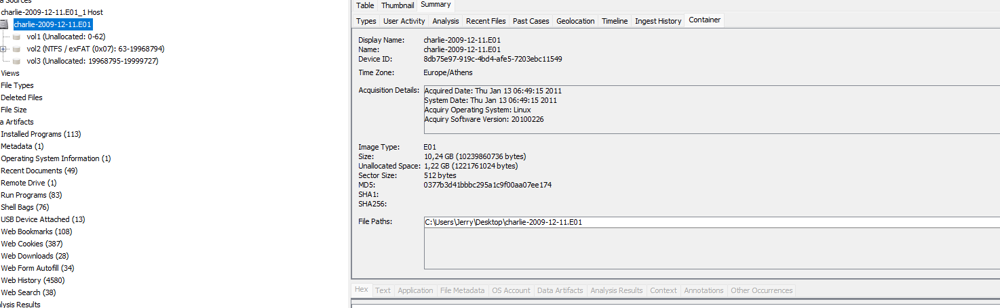 a Sources
charlie-2009-12-11.E01_1 Host
charlie-2009-12-11.E01
vol1 (Unallocated: 0-62)
vol2 (NTFS / exFAT (0x07): 63-19968794)
vol3 (Unallocated: 19968795-19999727)
Views
File Types
Deleted Files
File Size
a Artifacts
Installed Programs (113)
Metadata (1)
Operating System Information (1)
Recent Documents (49)
Remote Drive (1)
Run Programs (83)
Shell Bags (76)
USB Device Attached (13)
Web Bookmarks (108)
Web Cookies (387)
Web Downloads (28)
Web Form Autofill (34)
Web History (4580)
Web Search (38)
alysis Results
Table Thumbnail Summary
Types User Activity Analysis Recent Files Past Cases Geolocation Timeline Ingest History Container
Display Name: charlie-2009-12-11.E01
Name: charlie-2009-12-11.E01
Device ID: 8db75e97-919c-4bd4-afe5-7203ebc11549
Time Zone: Europe/Athens
Acquisition Details: Acquired Date: Thu Jan 13 06:49:15 2011
System Date: Thu Jan 13 06:49:15 2011
Acquiry Operating System: Linux
Acquiry Software Version: 20100226
Image Type: E01
Size: 10,24 GB (10239860736 bytes)
Unallocated Space: 1,22 GB (1221761024 bytes)
Sector Size: 512 bytes
MD5: 0377b3d41bbbc295a1c9f00aa07ee174
SHA1:
SHA256:
File Paths: C:\Users\Jerry\Desktop\charlie-2009-12-11.E01
Hex Text Application File Metadata OS Account Data Artifacts Analysis Results Context Annotations Other Occurrences